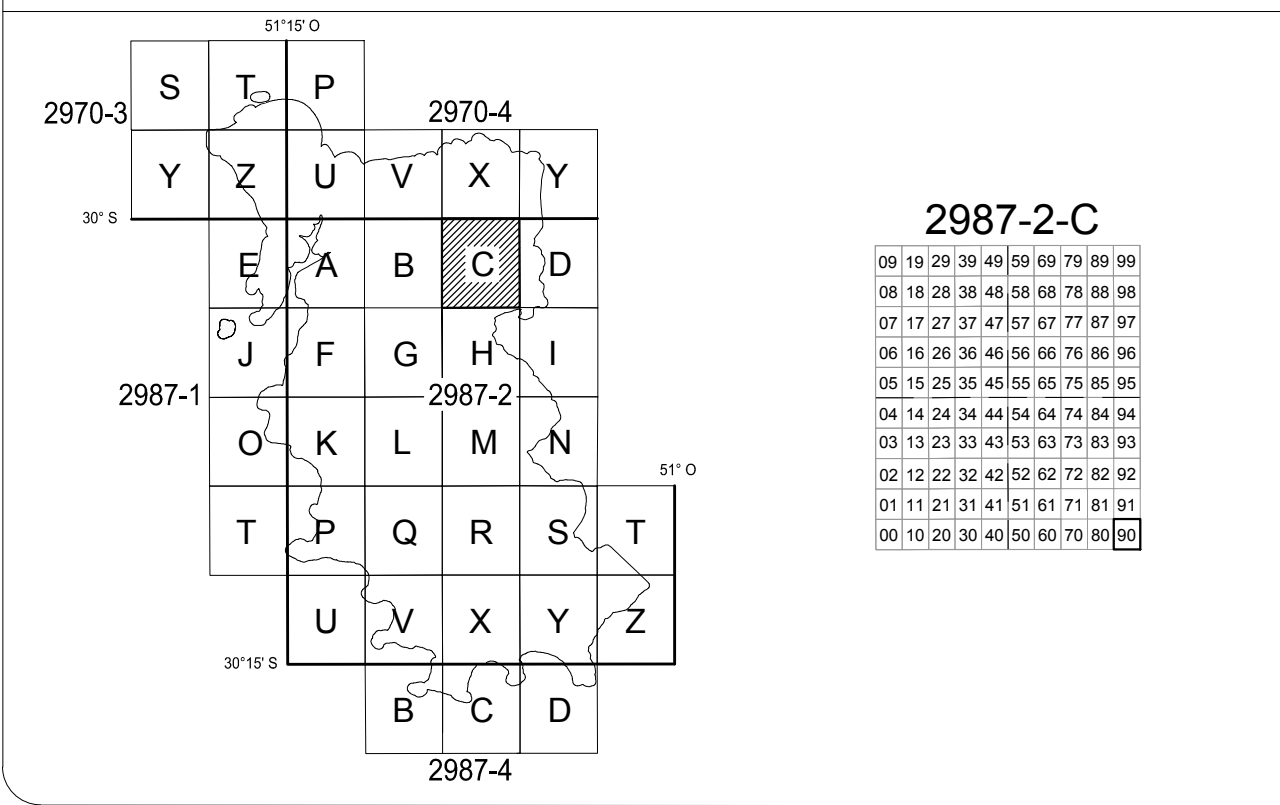 51°15' O
S T P
2970-3 2970-4
Y Z U V X Y
30° S
E A B C D
J F G H I
2987-1 2987-2
O K L M N
51° O
T P Q R S T
U V X Y Z
30°15' S
B C D
2987-4
2987-2-C
09 19 29 39 49 59 69 79 89 99
08 18 28 38 48 58 68 78 88 98
07 17 27 37 47 57 67 77 87 97
06 16 26 36 46 56 66 76 86 96
05 15 25 35 45 55 65 75 85 95
04 14 24 34 44 54 64 74 84 94
03 13 23 33 43 53 63 73 83 93
02 12 22 32 42 52 62 72 82 92
01 11 21 31 41 51 61 71 81 91
00 10 20 30 40 50 60 70 80 90